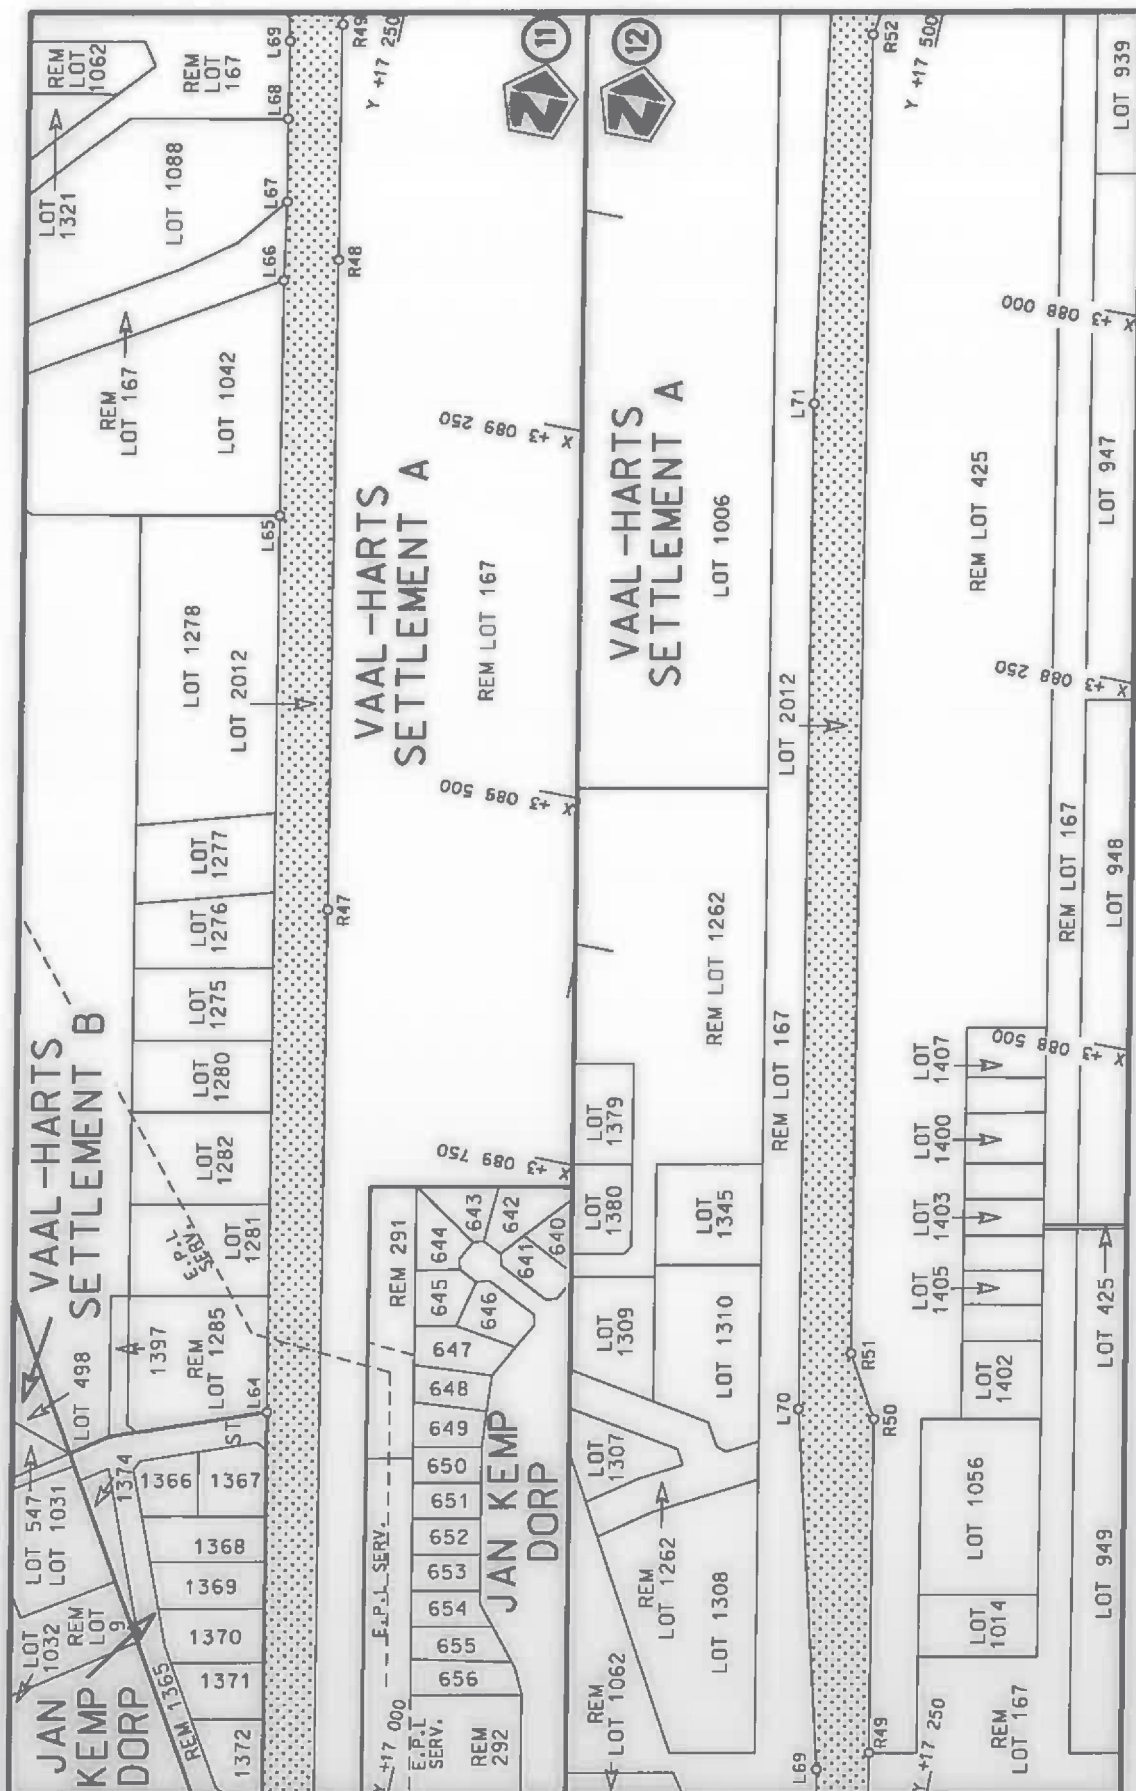 REM
LOT
1062
REM
LOT
167
L69
R49
Y +17 250
11
LOT
1321
LOT 1088
L68
L67
L66
R48
REM
LOT 167
LOT 1042
X +3 089 250
L65
LOT 1278
LOT 2012
VAAL-HARTS
SETTLEMENT A
REM LOT 167
X +3 089 500
LOT
1277
LOT
1276
R47
LOT
1275
LOT
1280
VAAL-HARTS
SETTLEMENT B
LOT
1282
X +3 089 750
LOT
1281
E.P.L
SERV.
REM 291
643
642
644
641
640
645
646
647
648
649
650
651
652
653
654
655
656
LOT 498
1397
REM
LOT 1285
L64
ST
1374
1366
1367
LOT 547
LOT 1031
1368
1369
1370
1371
1372
REM 1365
LOT
1032
REM
LOT
9
JAN
KEMP
DORP
E.P.L SERV.
JAN KEMP
DORP
Y +17 000
E.P.L
SERV.
REM
292
12
R52
Y +17 500
LOT 939
X +3 088 000
L71
VAAL-HARTS
SETTLEMENT A
LOT 1006
REM LOT 425
LOT 947
X +3 088 250
LOT 2012
REM LOT 1262
REM LOT 167
REM LOT 167
LOT 948
X +3 088 500
LOT
1379
LOT
1380
LOT
1345
LOT
1407
LOT
1400
LOT
1403
LOT
1405
LOT
1309
LOT 1310
LOT 425
R51
L70
R50
LOT
1402
LOT
1307
LOT 1056
REM
LOT 1262
LOT 1308
LOT
1014
LOT 949
REM
LOT 1062
L69
R49
Y +17 250
REM
LOT 167